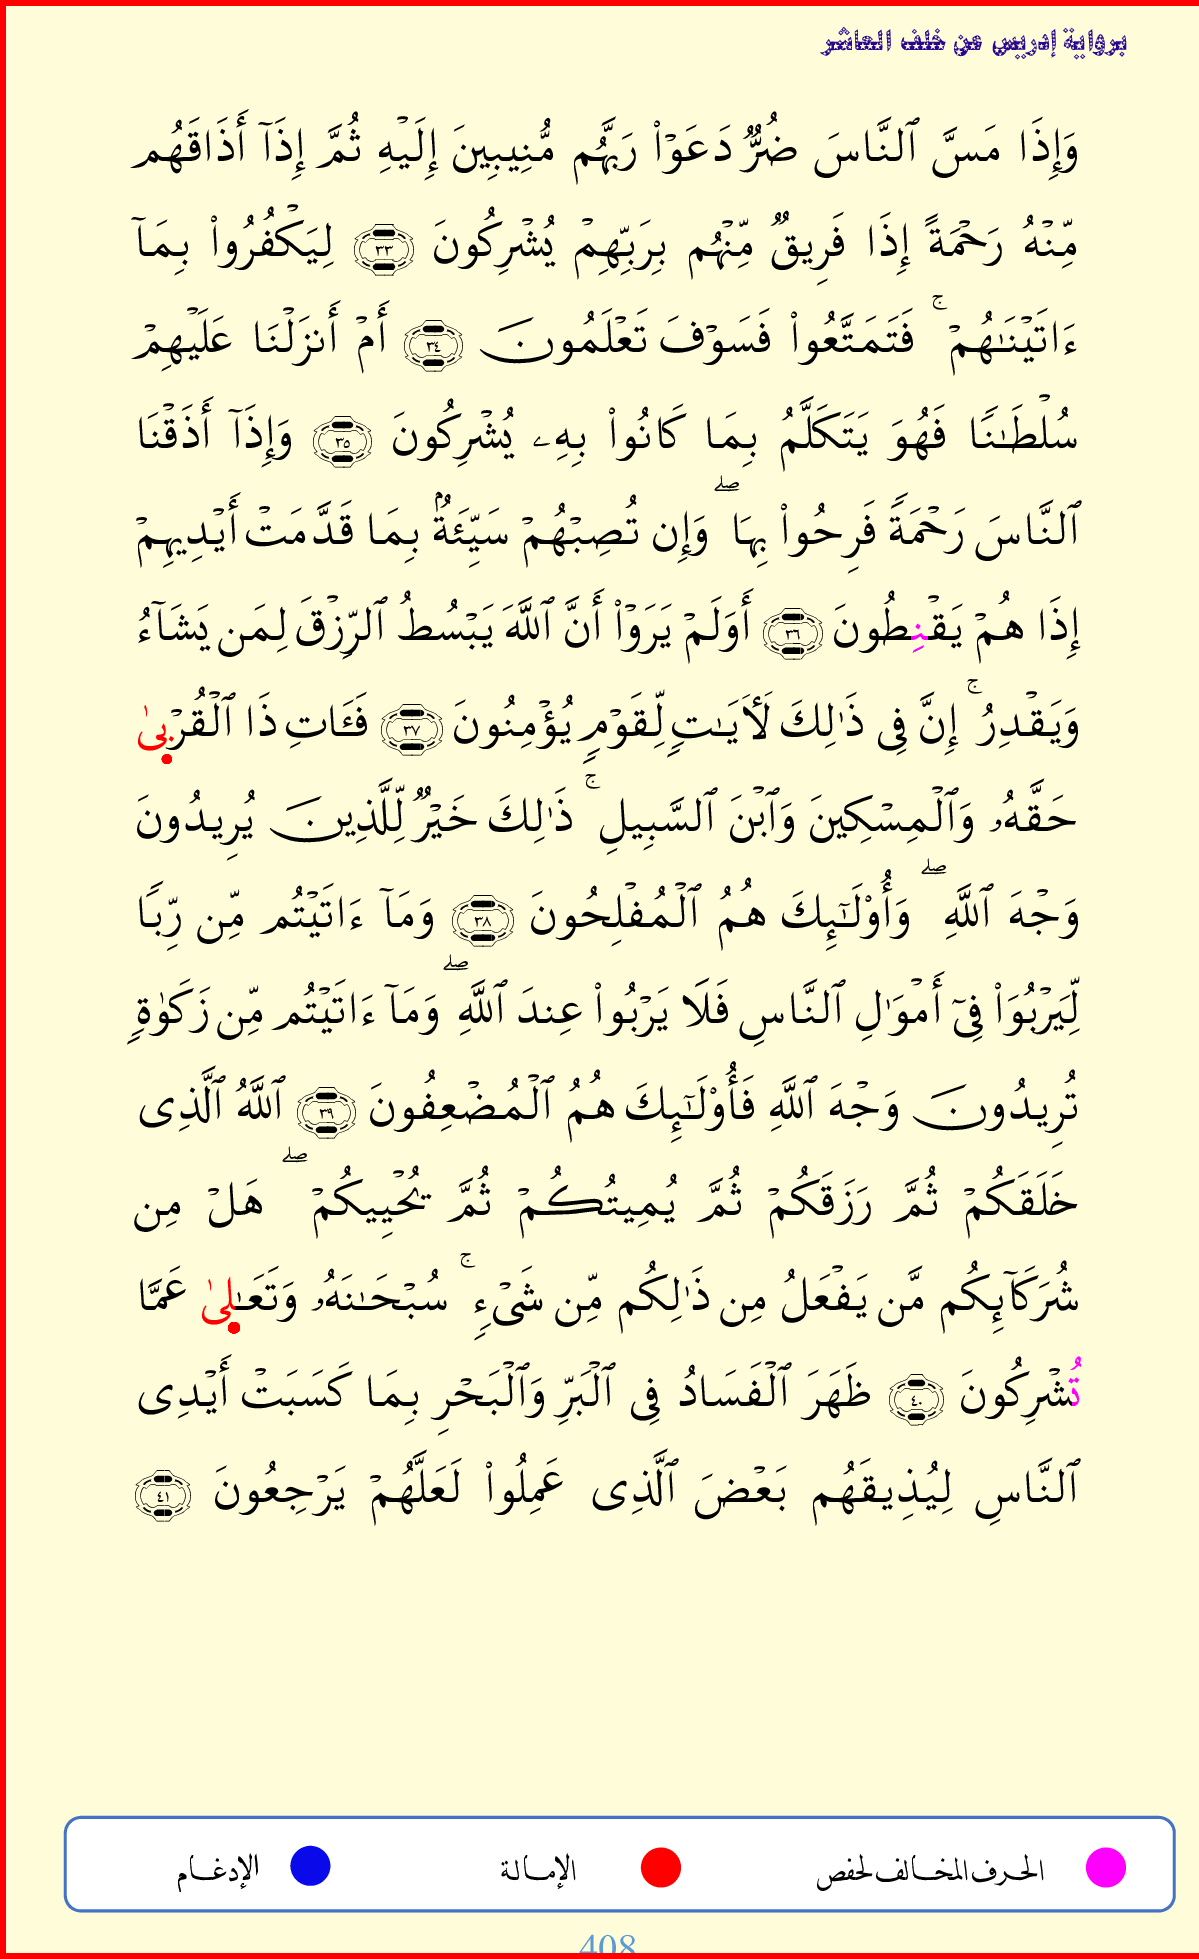 برواية إدريس عن خلف العاشر
وَإِذَا مَسَّ ٱلنَّاسَ ضُرٌّ دَعَوْا۟ رَبَّهُم مُّنِيبِينَ إِلَيْهِ ثُمَّ إِذَآ أَذَاقَهُم
مِّنْهُ رَحْمَةً إِذَا فَرِيقٌ مِّنْهُم بِرَبِّهِمْ يُشْرِكُونَ ٣٣ لِيَكْفُرُوا۟ بِمَآ
ءَاتَيْنَـٰهُمْ ۚ فَتَمَتَّعُوا۟ فَسَوْفَ تَعْلَمُونَ ٣٤ أَمْ أَنزَلْنَا عَلَيْهِمْ
سُلْطَـٰنًا فَهُوَ يَتَكَلَّمُ بِمَا كَانُوا۟ بِهِۦ يُشْرِكُونَ ٣٥ وَإِذَآ أَذَقْنَا
ٱلنَّاسَ رَحْمَةً فَرِحُوا۟ بِهَا ۖ وَإِن تُصِبْهُمْ سَيِّئَةٌۢ بِمَا قَدَّمَتْ أَيْدِيهِمْ
إِذَا هُمْ يَقْنِطُونَ ٣٦ أَوَلَمْ يَرَوْا۟ أَنَّ ٱللَّهَ يَبْسُطُ ٱلرِّزْقَ لِمَن يَشَآءُ
وَيَقْدِرُ ۚ إِنَّ فِى ذَٰلِكَ لَـَٔايَـٰتٍ لِّقَوْمٍ يُؤْمِنُونَ ٣٧ فَـَٔاتِ ذَا ٱلْقُرْبىٰ
حَقَّهُۥ وَٱلْمِسْكِينَ وَٱبْنَ ٱلسَّبِيلِ ۚ ذَٰلِكَ خَيْرٌ لِّلَّذِينَ يُرِيدُونَ
وَجْهَ ٱللَّهِ ۖ وَأُو۟لَـٰٓئِكَ هُمُ ٱلْمُفْلِحُونَ ٣٨ وَمَآ ءَاتَيْتُم مِّن رِّبًا
لِّيَرْبُوَا۟ فِىٓ أَمْوَٰلِ ٱلنَّاسِ فَلَا يَرْبُوا۟ عِندَ ٱللَّهِ ۖ وَمَآ ءَاتَيْتُم مِّن زَكَوٰةٍ
تُرِيدُونَ وَجْهَ ٱللَّهِ فَأُو۟لَـٰٓئِكَ هُمُ ٱلْمُضْعِفُونَ ٣٩ ٱللَّهُ ٱلَّذِى
خَلَقَكُمْ ثُمَّ رَزَقَكُمْ ثُمَّ يُمِيتُكُمْ ثُمَّ يُحْيِيكُمْ ۖ هَلْ مِن
شُرَكَآئِكُم مَّن يَفْعَلُ مِن ذَٰلِكُم مِّن شَىْءٍ ۚ سُبْحَـٰنَهُۥ وَتَعَـٰلىٰ عَمَّا
تُشْرِكُونَ ٤٠ ظَهَرَ ٱلْفَسَادُ فِى ٱلْبَرِّ وَٱلْبَحْرِ بِمَا كَسَبَتْ أَيْدِى
ٱلنَّاسِ لِيُذِيقَهُم بَعْضَ ٱلَّذِى عَمِلُوا۟ لَعَلَّهُمْ يَرْجِعُونَ ٤١
الحرف المخالف لحفص الإمالة الإدغام
408